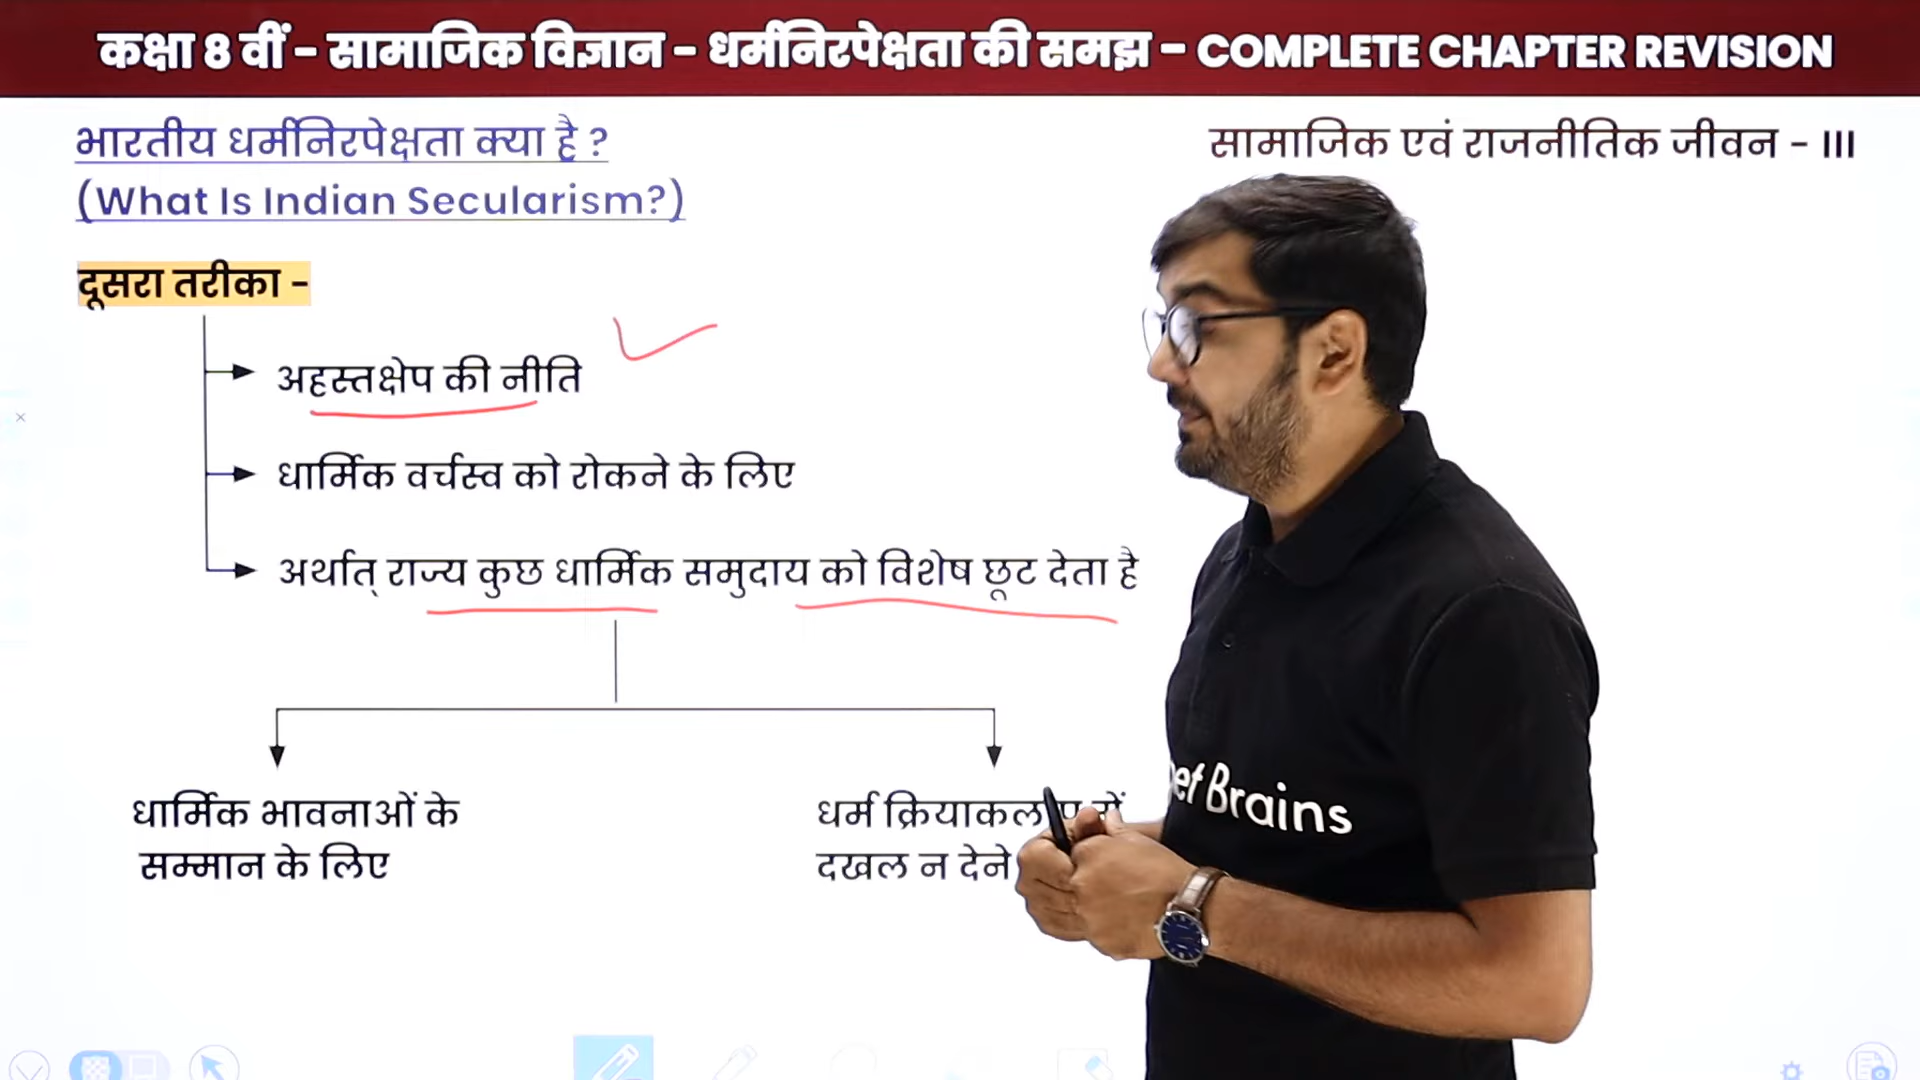 कक्षा 8 वीं - सामाजिक विज्ञान - धर्मनिरपेक्षता की समझ - COMPLETE CHAPTER REVISION
भारतीय धर्मनिरपेक्षता क्या है ?
(What Is Indian Secularism?)
सामाजिक एवं राजनीतिक जीवन - III
दूसरा तरीका -
अहस्तक्षेप की नीति
धार्मिक वर्चस्व को रोकने के लिए
अर्थात् राज्य कुछ धार्मिक समुदाय को विशेष छूट देता है
धार्मिक भावनाओं के
सम्मान के लिए
धर्म क्रियाकलाप में
दखल न देने
Brains